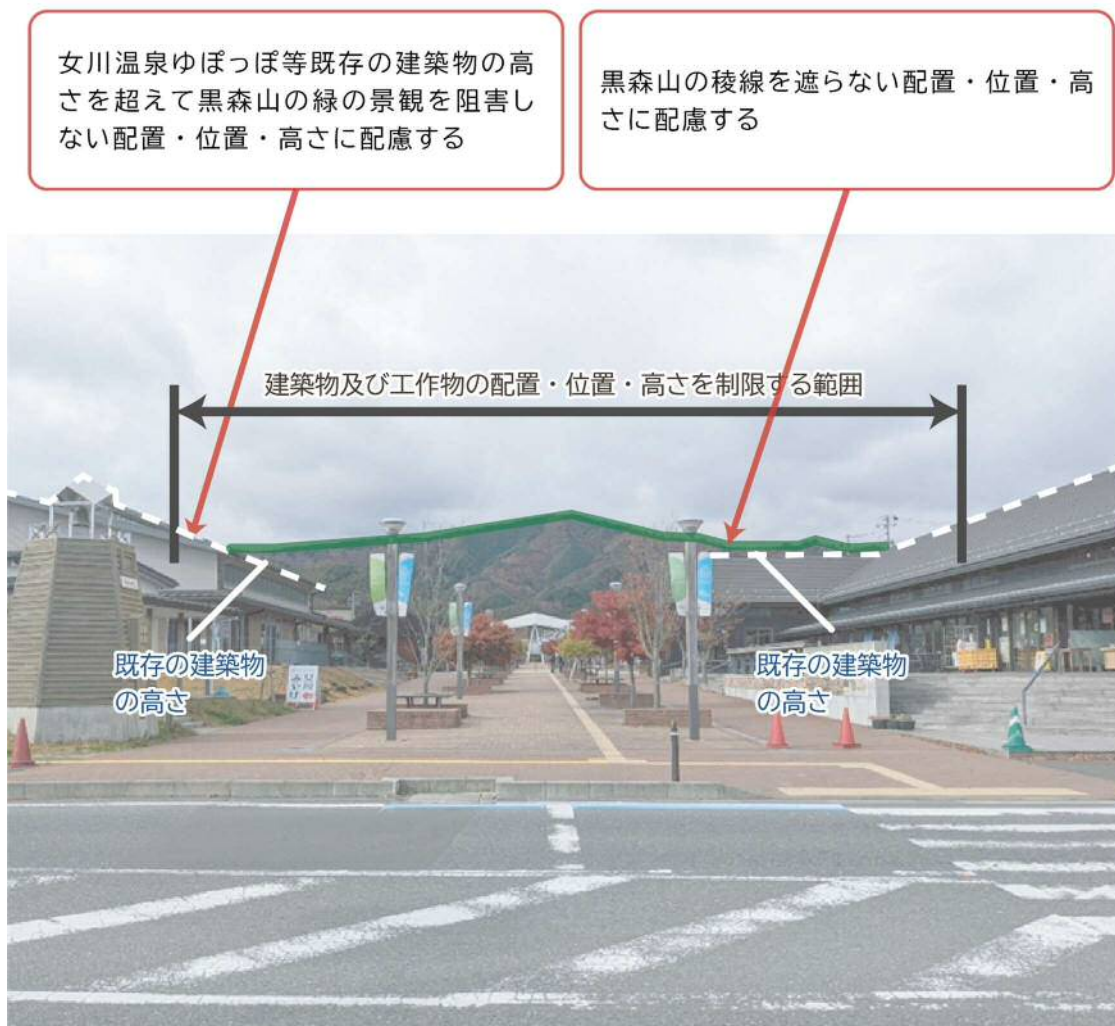 女川温泉ゆぽっぽ等既存の建築物の高
さを超えて黒森山の緑の景観を阻害し
ない配置・位置・高さに配慮する
黒森山の稜線を遮らない配置・位置・高
さに配慮する
建築物及び工作物の配置・位置・高さを制限する範囲
既存の建築物
の高さ
既存の建築物
の高さ